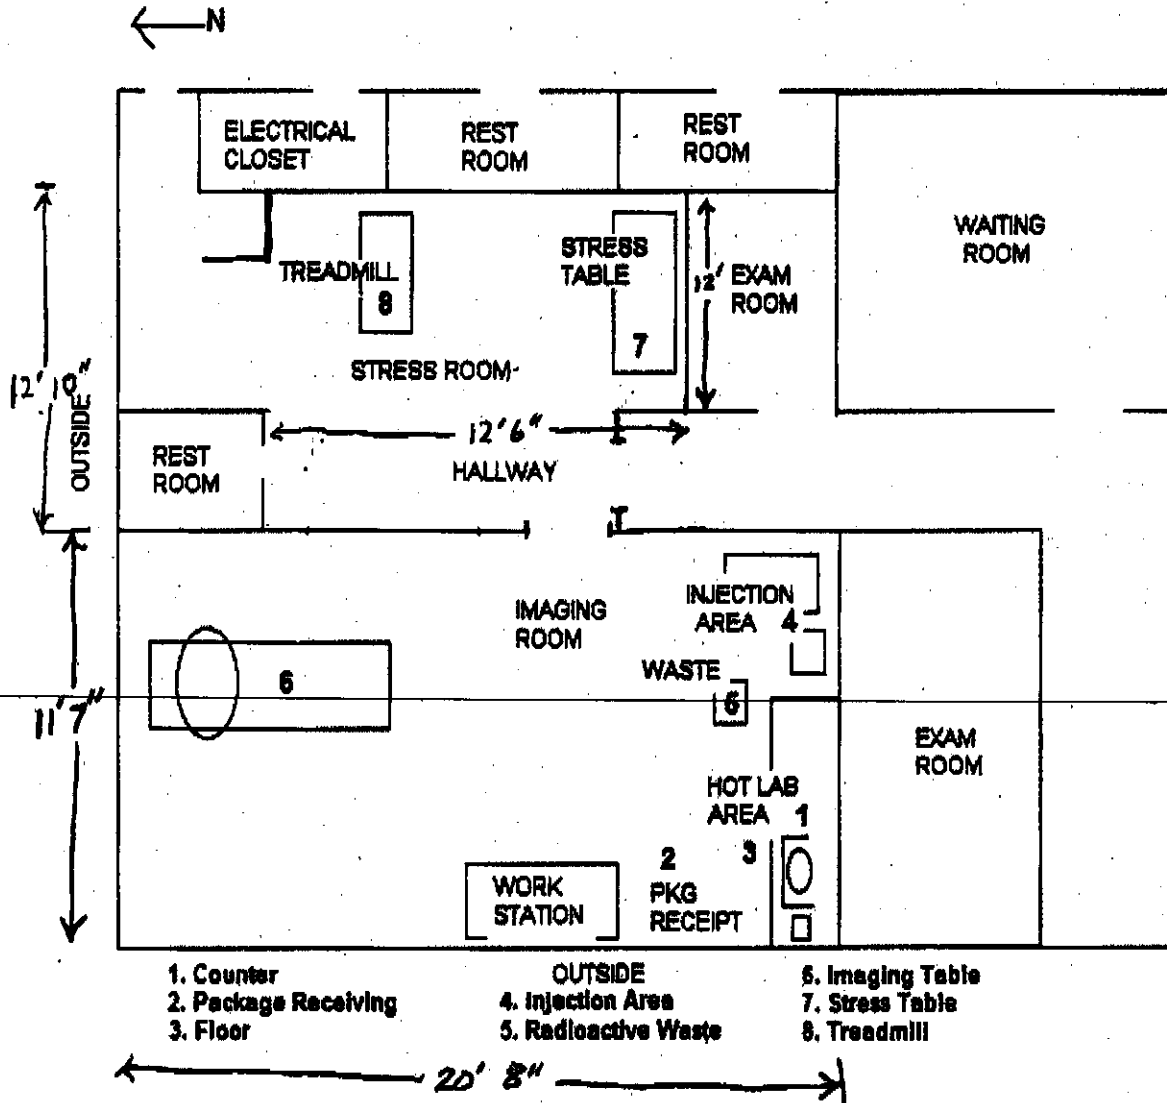 N
ELECTRICAL
CLOSET
REST
ROOM
REST
ROOM
WAITING
ROOM
TREADMILL
8
STRESS
TABLE
7
12'
EXAM
ROOM
STRESS ROOM
12' 10"
OUTSIDE
12' 6"
REST
ROOM
HALLWAY
IMAGING
ROOM
INJECTION
AREA
4
WASTE
5
6
11' 7"
EXAM
ROOM
HOT LAB
AREA
1
3
2
PKG
RECEIPT
WORK
STATION
OUTSIDE
1. Counter
2. Package Receiving
3. Floor
4. Injection Area
5. Radioactive Waste
6. Imaging Table
7. Stress Table
8. Treadmill
20' 8"